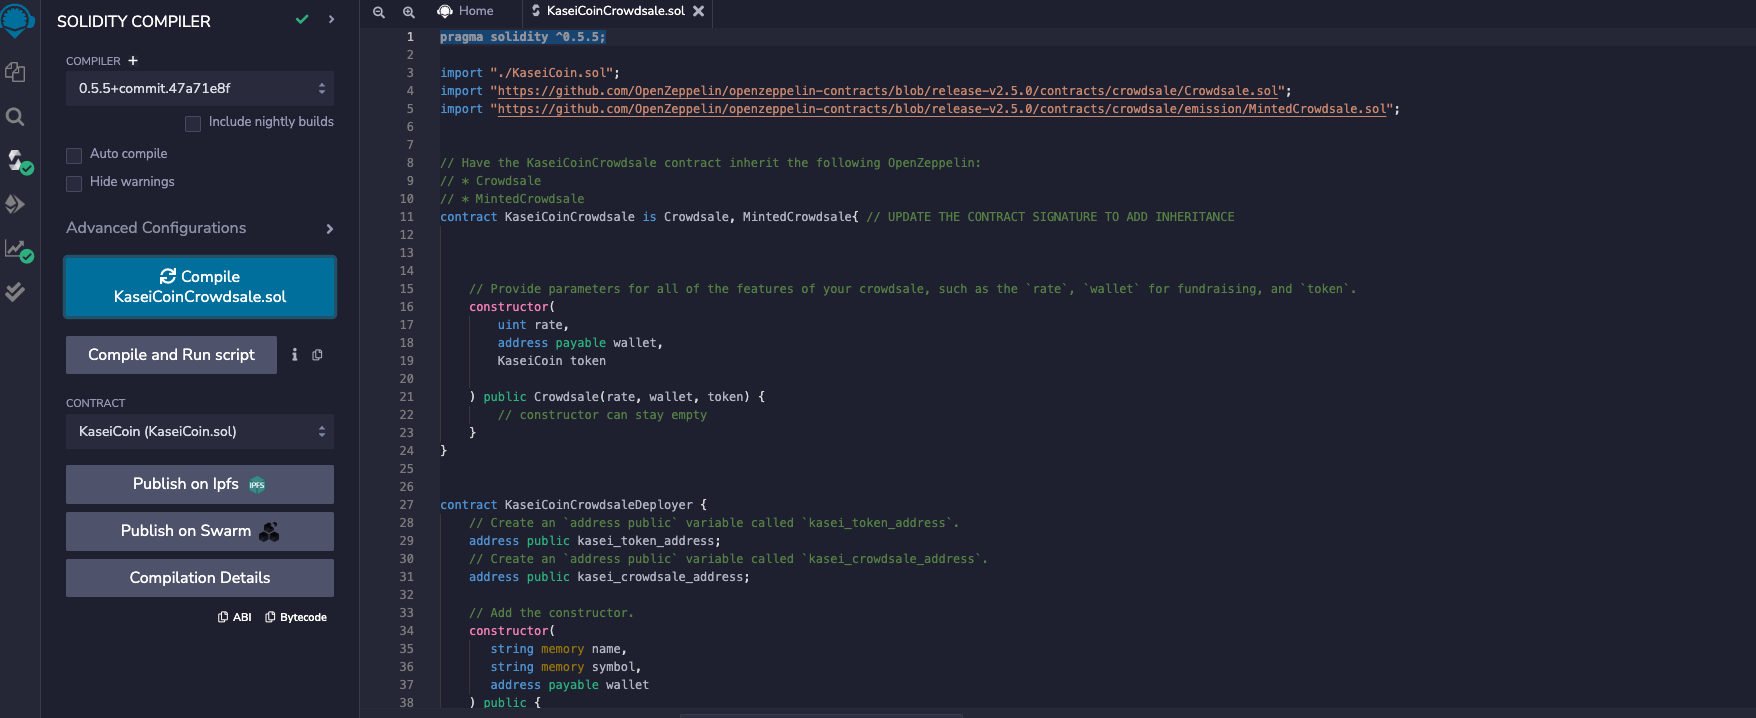 SOLIDITY COMPILER
COMPILER +
0.5.5+commit.47a71e8f
Include nightly builds
Auto compile
Hide warnings
Advanced Configurations
Compile
KaseiCoinCrowdsale.sol
Compile and Run script
CONTRACT
KaseiCoin (KaseiCoin.sol)
Publish on Ipfs IPFS
Publish on Swarm
Compilation Details
ABI Bytecode
Home KaseiCoinCrowdsale.sol
1 pragma solidity ^0.5.5;
2
3 import "./KaseiCoin.sol";
4 import "https://github.com/OpenZeppelin/openzeppelin-contracts/blob/release-v2.5.0/contracts/crowdsale/Crowdsale.sol";
5 import "https://github.com/OpenZeppelin/openzeppelin-contracts/blob/release-v2.5.0/contracts/crowdsale/emission/MintedCrowdsale.sol";
6
7
8 // Have the KaseiCoinCrowdsale contract inherit the following OpenZeppelin:
9 // * Crowdsale
10 // * MintedCrowdsale
11 contract KaseiCoinCrowdsale is Crowdsale, MintedCrowdsale{ // UPDATE THE CONTRACT SIGNATURE TO ADD INHERITANCE
12
13
14
15 // Provide parameters for all of the features of your crowdsale, such as the `rate`, `wallet` for fundraising, and `token`.
16 constructor(
17 uint rate,
18 address payable wallet,
19 KaseiCoin token
20
21 ) public Crowdsale(rate, wallet, token) {
22 // constructor can stay empty
23 }
24 }
25
26
27 contract KaseiCoinCrowdsaleDeployer {
28 // Create an `address public` variable called `kasei_token_address`.
29 address public kasei_token_address;
30 // Create an `address public` variable called `kasei_crowdsale_address`.
31 address public kasei_crowdsale_address;
32
33 // Add the constructor.
34 constructor(
35 string memory name,
36 string memory symbol,
37 address payable wallet
38 ) public {